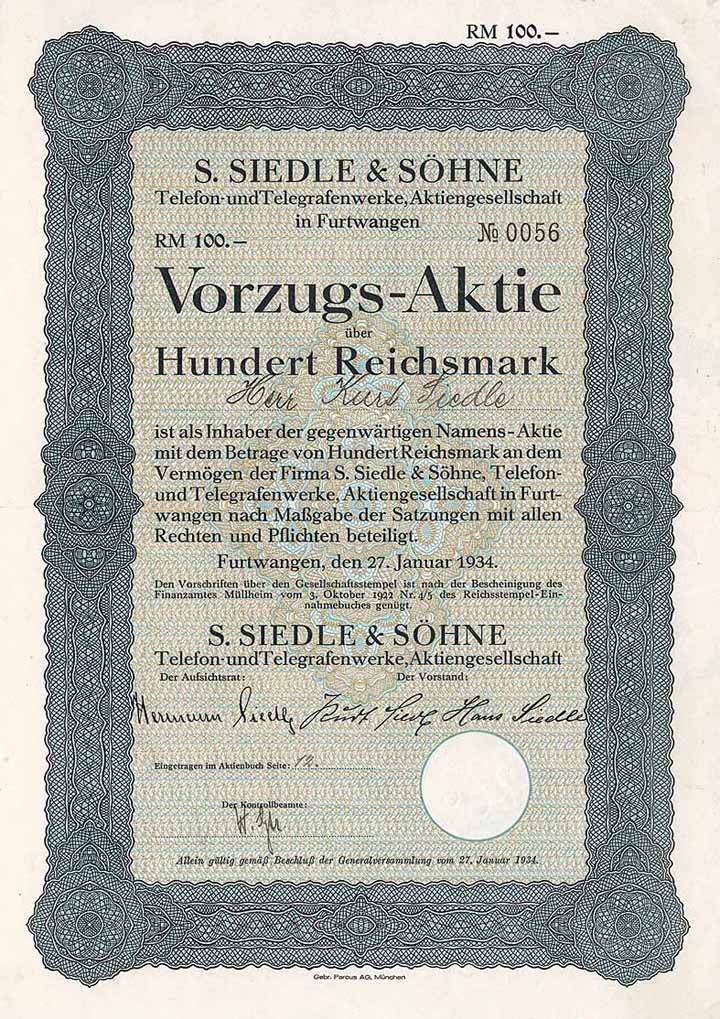 RM 100.—
S. SIEDLE & SÖHNE
Telefon- und Telegrafenwerke, Aktiengesellschaft
in Furtwangen
RM 100.—
№ 0056
Vorzugs-Aktie
über
Hundert Reichsmark
Herr Kurt Siedle
ist als Inhaber der gegenwärtigen Namens-Aktie
mit dem Betrage von Hundert Reichsmark an dem
Vermögen der Firma S. Siedle & Söhne, Telefon-
und Telegrafenwerke, Aktiengesellschaft in Furt-
wangen nach Maßgabe der Satzungen mit allen
Rechten und Pflichten beteiligt.
Furtwangen, den 27. Januar 1934.
Den Vorschriften über den Gesellschaftsstempel ist nach der Bescheinigung des
Finanzamtes Müllheim vom 3. Oktober 1922 Nr. 4/5 des Reichsstempel-Ein-
nahmebuches genügt.
S. SIEDLE & SÖHNE
Telefon- und Telegrafenwerke, Aktiengesellschaft
Der Aufsichtsrat: Der Vorstand:
Hermann Siedle Kurt Siedle Hans Siedle
Eingetragen im Aktienbuch Seite: 12.
Der Kontrollbeamte:
Allein gültig gemäß Beschluß der Generalversammlung vom 27. Januar 1934.
Gebr. Parcus AG, München